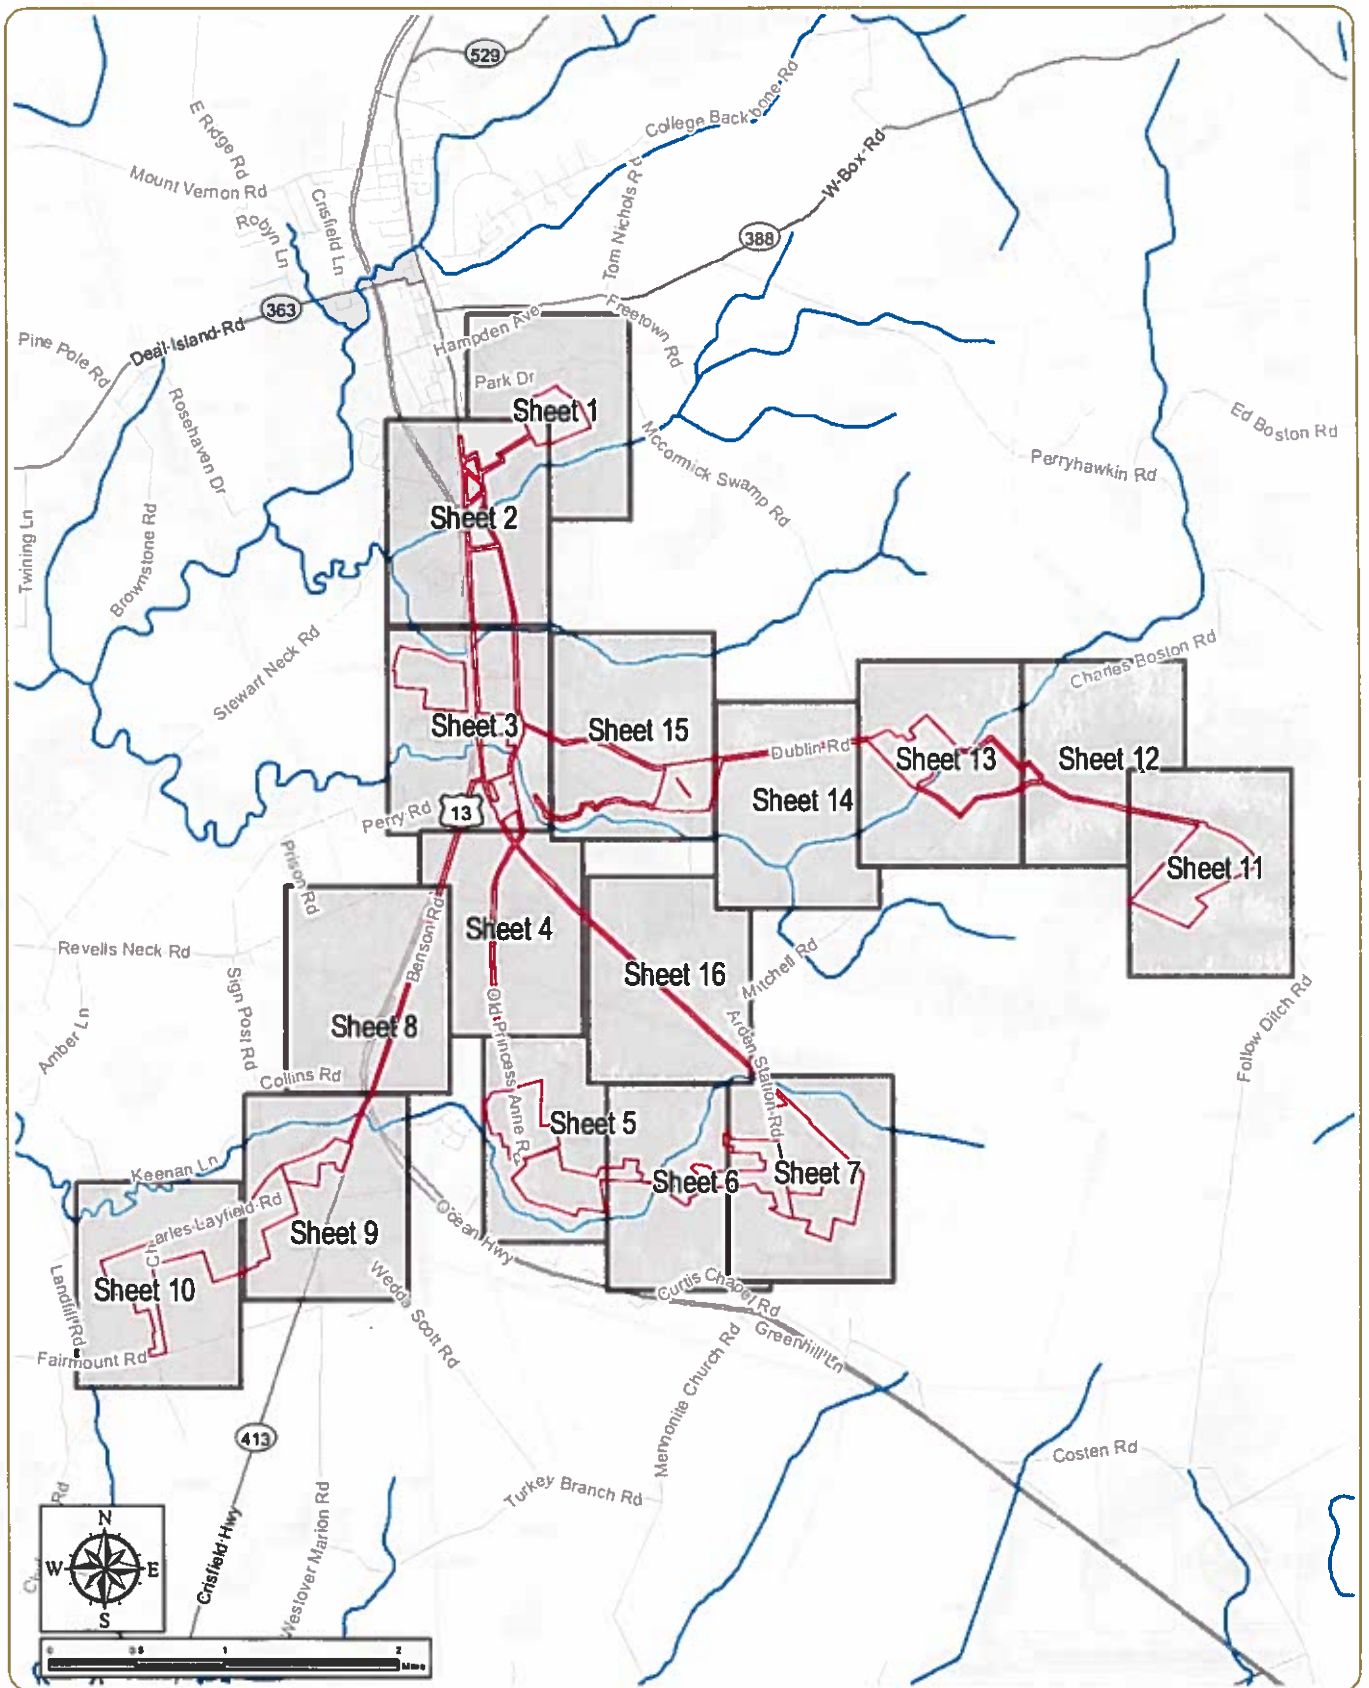 529
College Backbone Rd
E Ridge Rd
W-Box-Rd
Mount Vernon Rd
Crisfield Ln
Robyn Ln
Tom Nichols R
388
363
Freetown Rd
Hampden Ave
Deal-Island-Rd
Pine Pole Rd
Park Dr
Rosehaven Dr
Sheet 1
Ed Boston Rd
Mccormick Swamp Rd
Perryhawkin Rd
Sheet 2
Twining Ln
Brownstone Rd
Stewart Neck Rd
Charles Boston Rd
Sheet 3
Sheet 15
Dublin Rd
Sheet 13
Sheet 12
Sheet 14
13
Perry Rd
Sheet 11
Prison Rd
Sheet 4
Benson Rd
Revells Neck Rd
Sheet 16
Mitchell Rd
Sign Post Rd
Old Princess Anne R
Sheet 8
Arden Station Rd
Amber Ln
Follow Ditch Rd
Collins Rd
Sheet 5
Keenan Ln
Sheet 6
Sheet 7
Charles Layfield Rd
Sheet 9
Ocean Hwy
Sheet 10
Landfill Rd
Curtis Chapel Rd
Wedda Scott Rd
Greenhill Ln
Fairmount Rd
Mennonite Church Rd
413
Costen Rd
Turkey Branch Rd
Rd
Crisfield Hwy
Westover Marion Rd
N
W E
S
0 0.5 1 2
Miles